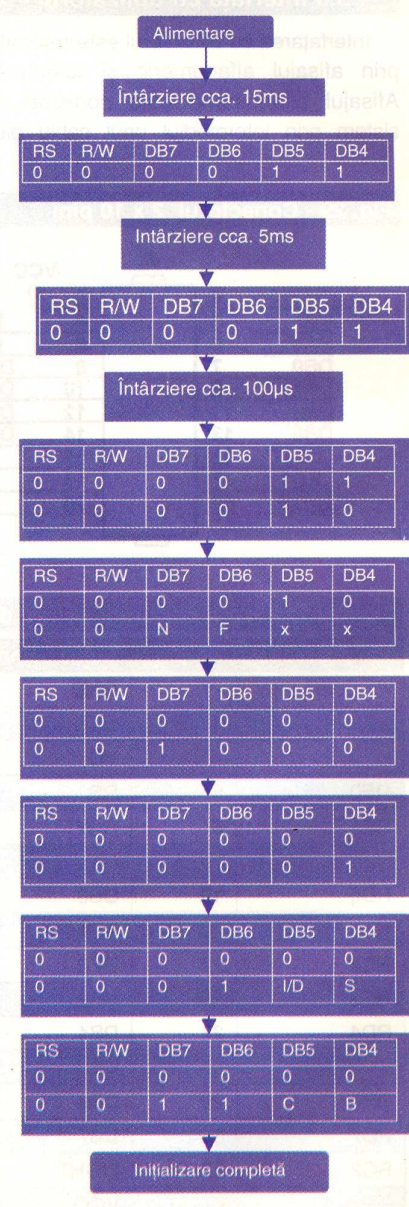 Alimentare
Întârziere cca. 15ms
RS R/W DB7 DB6 DB5 DB4
0 0 0 0 1 1
Intârziere cca. 5ms
RS R/W DB7 DB6 DB5 DB4
0 0 0 0 1 1
Întârziere cca. 100µs
RS R/W DB7 DB6 DB5 DB4
0 0 0 0 1 1
0 0 0 0 1 0
RS R/W DB7 DB6 DB5 DB4
0 0 0 0 1 0
0 0 N F x x
RS R/W DB7 DB6 DB5 DB4
0 0 0 0 0 0
0 0 1 0 0 0
RS R/W DB7 DB6 DB5 DB4
0 0 0 0 0 0
0 0 0 0 0 1
RS R/W DB7 DB6 DB5 DB4
0 0 0 0 0 0
0 0 0 1 I/D S
RS R/W DB7 DB6 DB5 DB4
0 0 0 0 0 0
0 0 1 1 C B
Inițializare completă